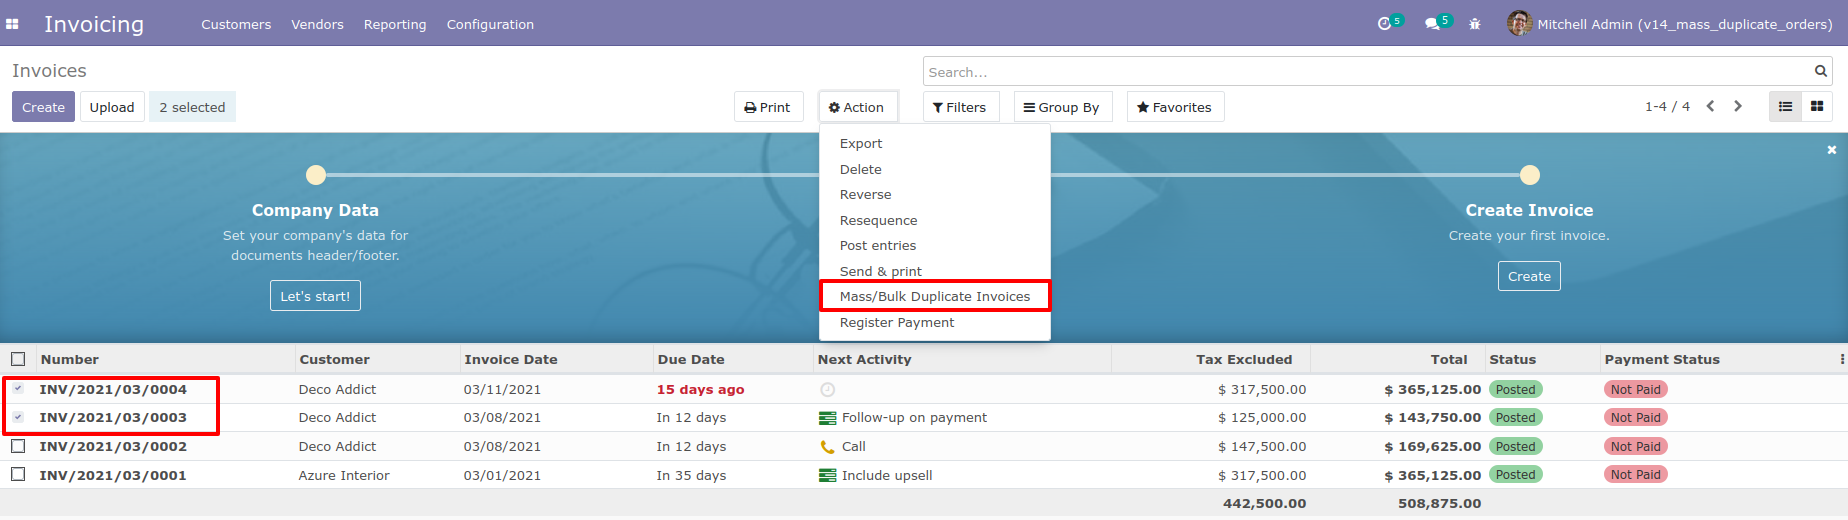 Invoicing Customers Vendors Reporting Configuration 5 5 Mitchell Admin (v14_mass_duplicate_orders)
Invoices Search...
Create Upload 2 selected Print Action Filters Group By Favorites 1-4 / 4
Export
Delete
Reverse
Resequence
Post entries
Send & print
Mass/Bulk Duplicate Invoices
Register Payment
Company Data
Set your company's data for
documents header/footer.
Let's start!
Create Invoice
Create your first invoice.
Create
Number Customer Invoice Date Due Date Next Activity Tax Excluded Total Status Payment Status
INV/2021/03/0004 Deco Addict 03/11/2021 15 days ago $ 317,500.00 $ 365,125.00 Posted Not Paid
INV/2021/03/0003 Deco Addict 03/08/2021 In 12 days Follow-up on payment $ 125,000.00 $ 143,750.00 Posted Not Paid
INV/2021/03/0002 Deco Addict 03/08/2021 In 12 days Call $ 147,500.00 $ 169,625.00 Posted Not Paid
INV/2021/03/0001 Azure Interior 03/01/2021 In 35 days Include upsell $ 317,500.00 $ 365,125.00 Posted Not Paid
442,500.00 508,875.00